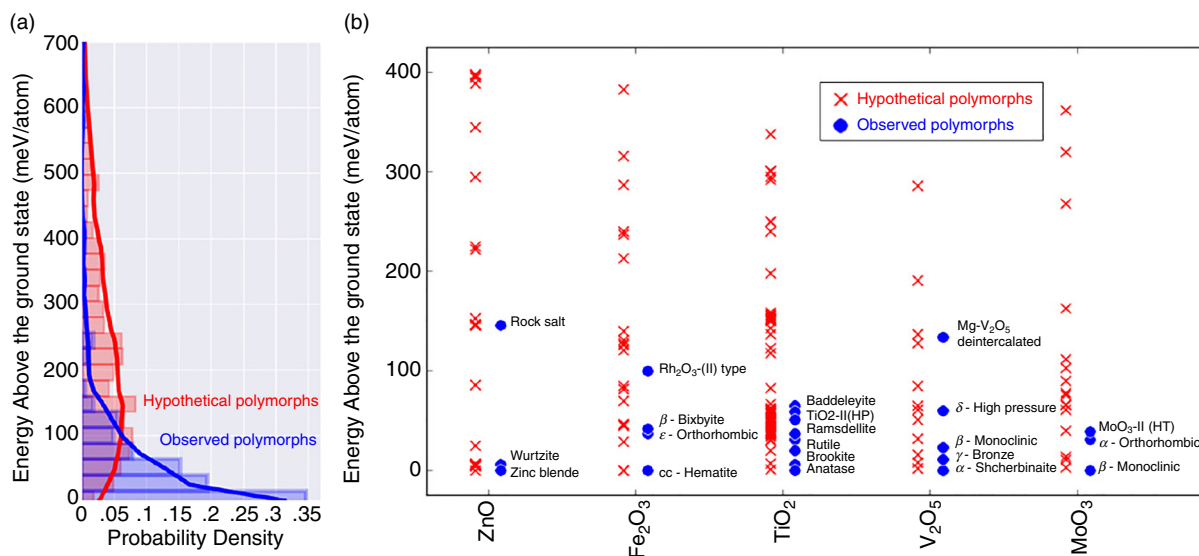 (a)
Energy Above the ground state (meV/atom)
700
600
500
400
300
200
100
0
0 .05 .1 .15 .2 .25 .3 .35
Probability Density
Hypothetical polymorphs
Observed polymorphs
(b)
Energy Above the ground state (meV/atom)
400
300
200
100
0
Hypothetical polymorphs
Observed polymorphs
Rock salt
Wurtzite
Zinc blende
Rh₂O₃-(II) type
β - Bixbyite
ε - Orthorhombic
cc - Hematite
Baddeleyite
TiO2-II(HP)
Ramsdellite
Rutile
Brookite
Anatase
Mg-V₂O₅
deintercalated
δ - High pressure
β - Monoclinic
γ - Bronze
α - Shcherbinaite
MoO₃-II (HT)
α - Orthorhombic
β - Monoclinic
ZnO
Fe₂O₃
TiO₂
V₂O₅
MoO₃